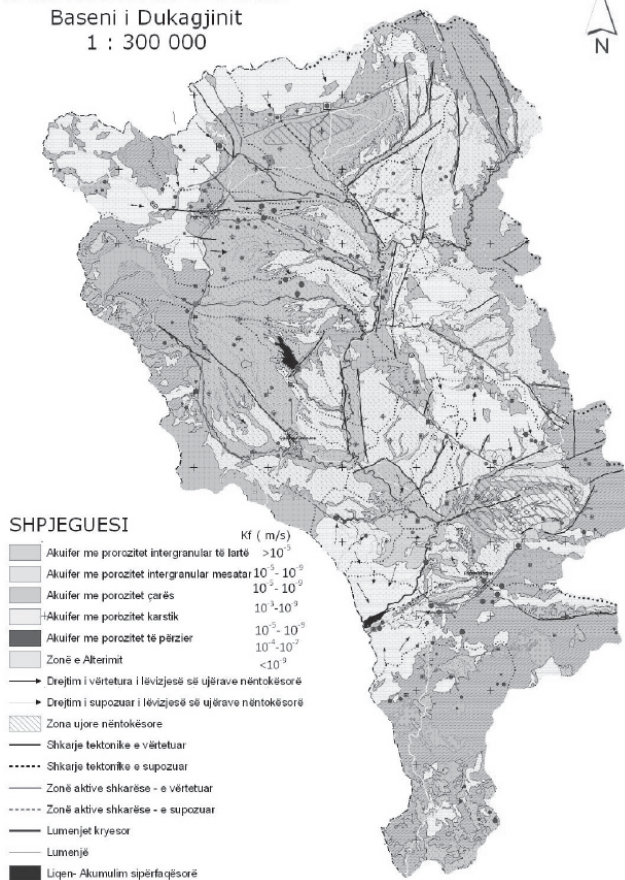 Baseni i Dukagjinit
1 : 300 000
N
SHPJEGUESI
Kf ( m/s)
Akuifer me porozitet intergranular të lartë >10⁻⁵
Akuifer me porozitet intergranular mesatar 10⁻⁵ - 10⁻⁹
Akuifer me porozitet çarës 10⁻⁵ - 10⁻⁹
Akuifer me porozitet karstik 10⁻³-10⁻⁹
Akuifer me porozitet të përzier 10⁻⁵- 10⁻⁹
10⁻⁴-10⁻⁷
Zonë e Alterimit <10⁻⁹
Drejtim i vërtetura i lëvizjesë së ujërave nëntokësorë
Drejtim i supozuar i lëvizjesë së ujërave nëntokësorë
Zona ujore nëntokësore
Shkarje tektonike e vërtetuar
Shkarje tektonike e supozuar
Zonë aktive shkarëse - e vërtetuar
Zonë aktive shkarëse - e supozuar
Lumenjet kryesor
Lumenjë
Liqen- Akumulim sipërfaqësorë